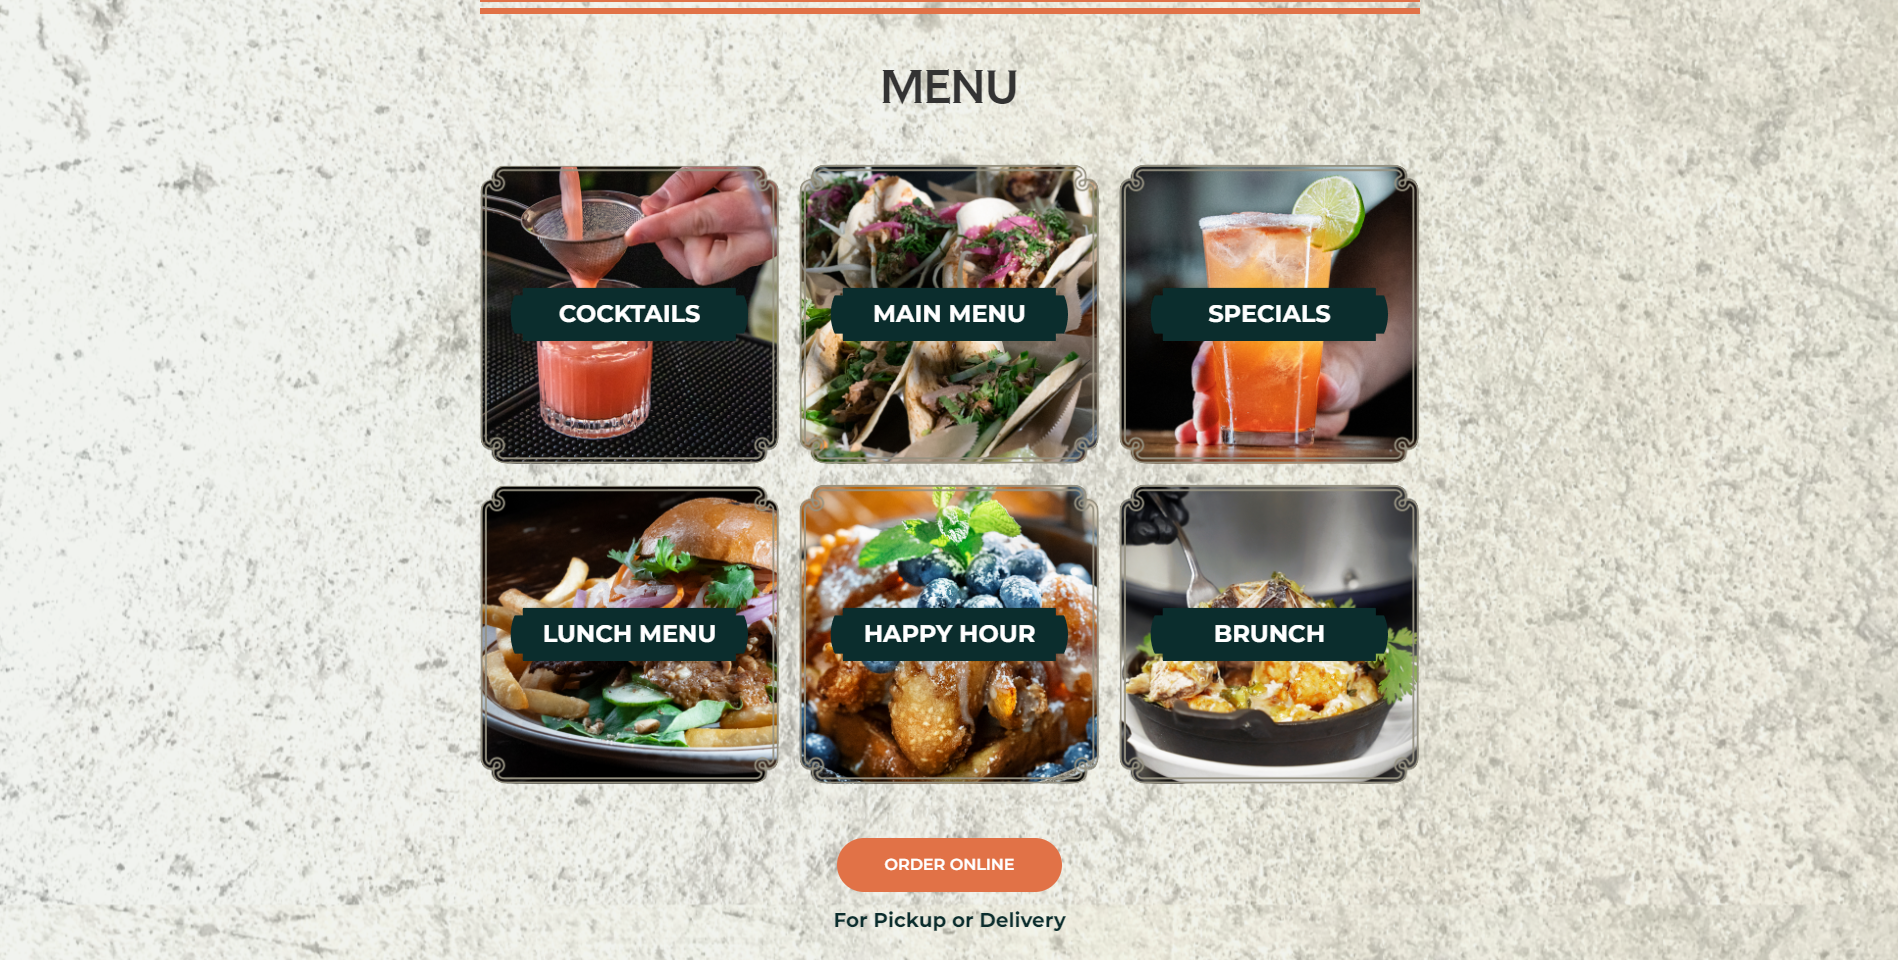 MENU
COCKTAILS
MAIN MENU
SPECIALS
LUNCH MENU
HAPPY HOUR
BRUNCH
ORDER ONLINE
For Pickup or Delivery